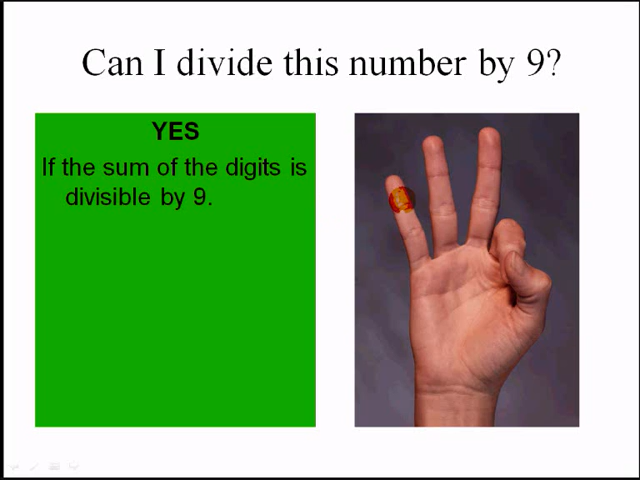 Can I divide this number by 9?
YES
If the sum of the digits is
divisible by 9.